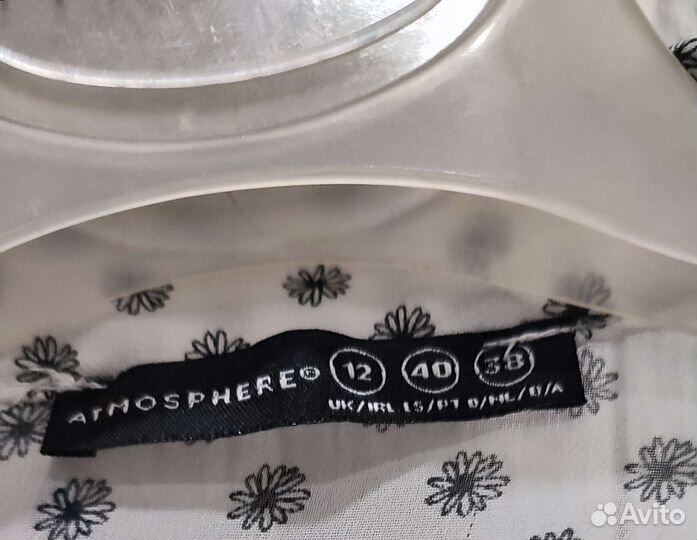 ATMOSPHERE® 12 40 38
UK/IRL ES/PT D/NL/B/A
Avito